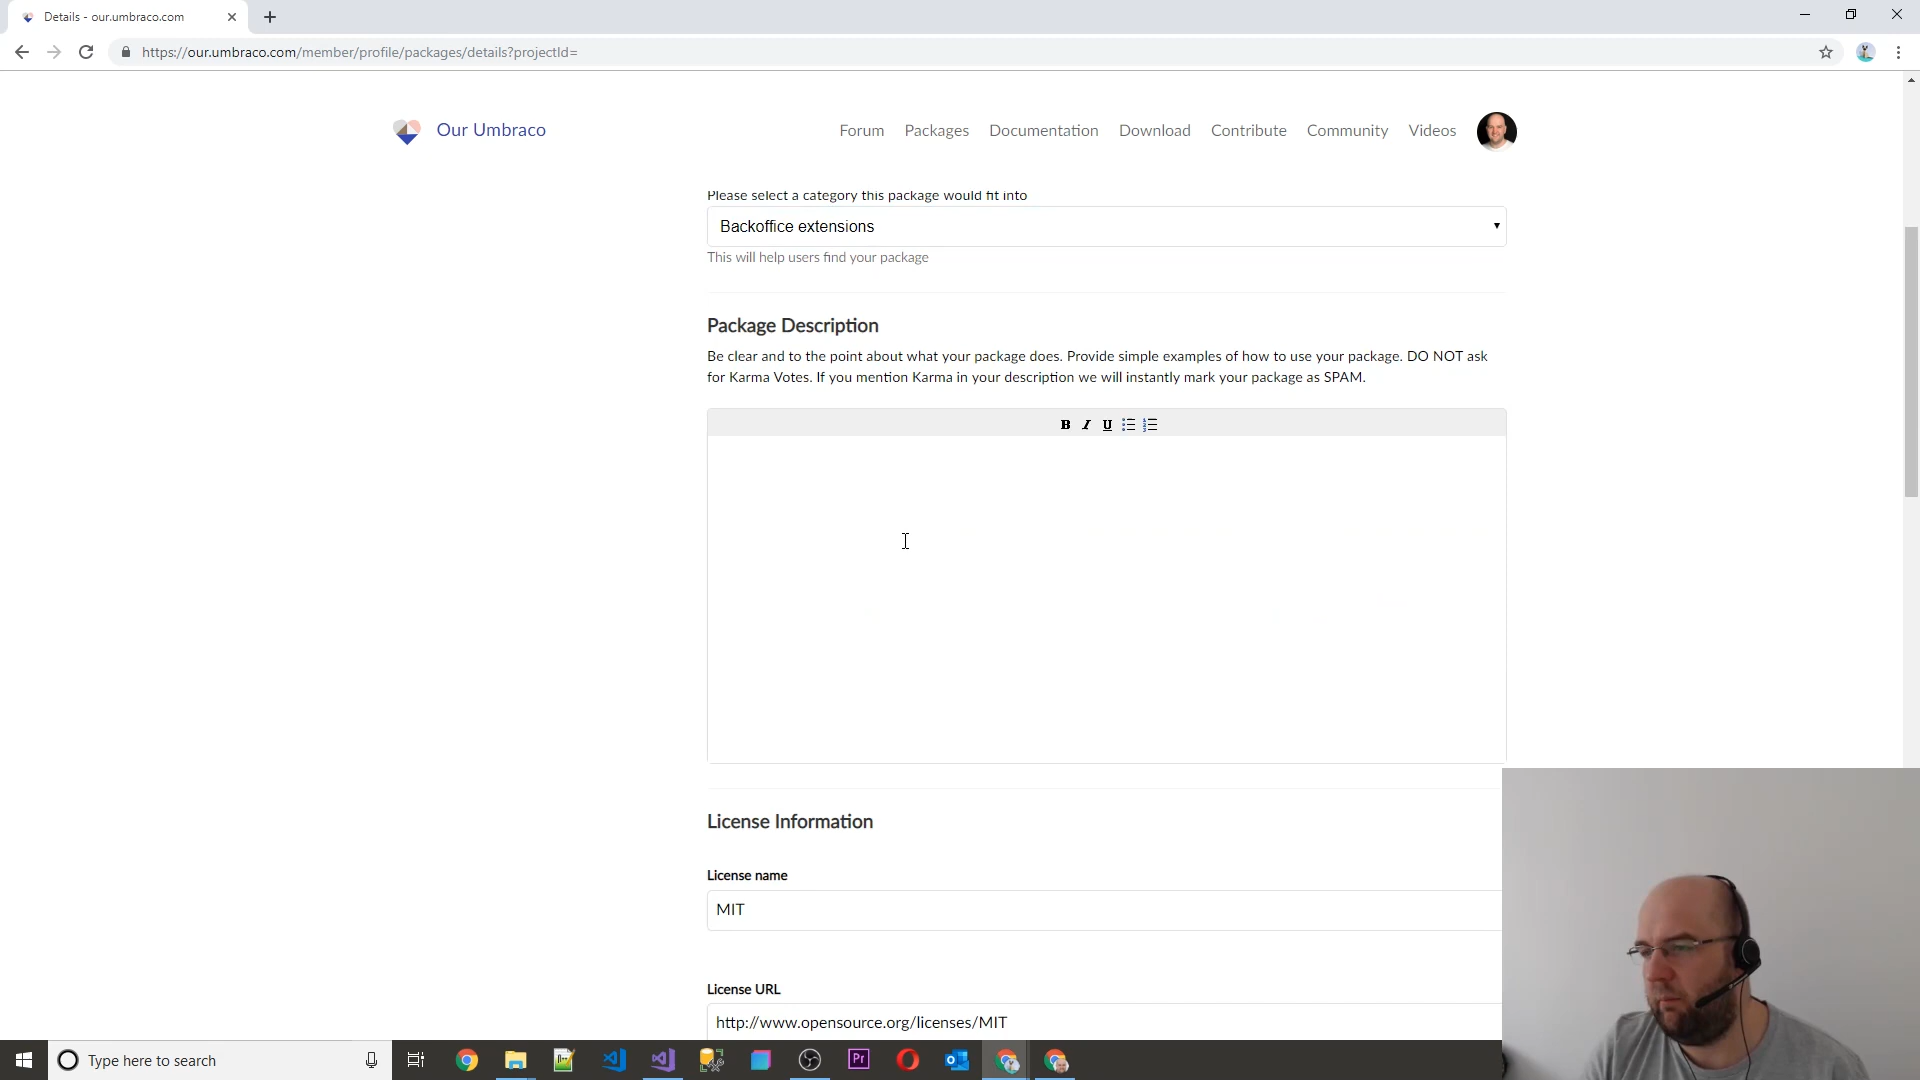 Details - our.umbraco.com
https://our.umbraco.com/member/profile/packages/details?projectId=
Our Umbraco
Forum
Packages
Documentation
Download
Contribute
Community
Videos
Please select a category this package would fit into
Backoffice extensions
This will help users find your package
Package Description
Be clear and to the point about what your package does. Provide simple examples of how to use your package. DO NOT ask
for Karma Votes. If you mention Karma in your description we will instantly mark your package as SPAM.
B I U
License Information
License name
MIT
License URL
http://www.opensource.org/licenses/MIT
Type here to search
Pr